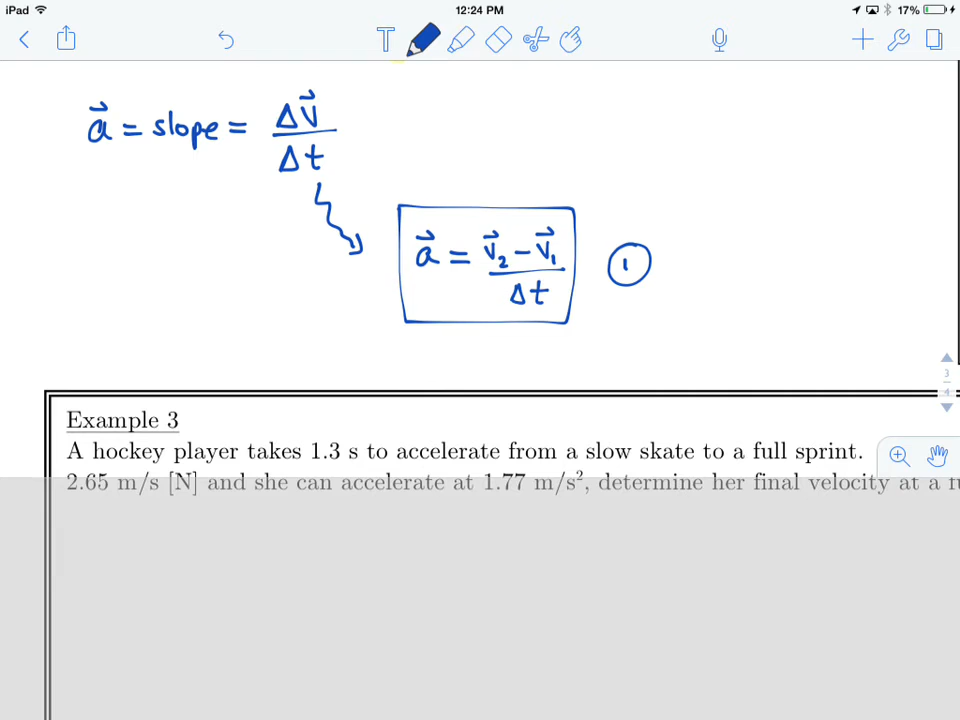 iPad 12:24 PM 17%
T
a⃗ = slope = Δv⃗ / Δt
a⃗ = (v⃗₂ − v⃗₁) / Δt ①
3
4
Example 3
A hockey player takes 1.3 s to accelerate from a slow skate to a full sprint.
2.65 m/s [N] and she can accelerate at 1.77 m/s², determine her final velocity at a